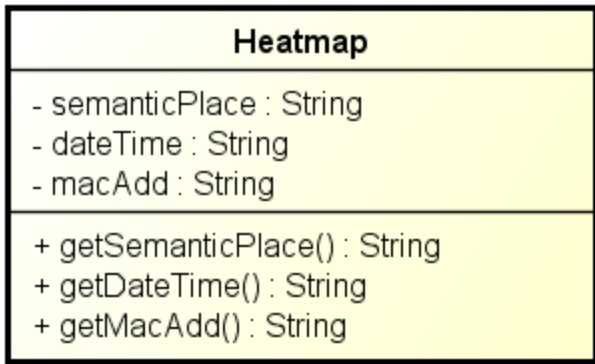 Heatmap
- semanticPlace : String
- dateTime : String
- macAdd : String
+ getSemanticPlace() : String
+ getDateTime() : String
+ getMacAdd() : String